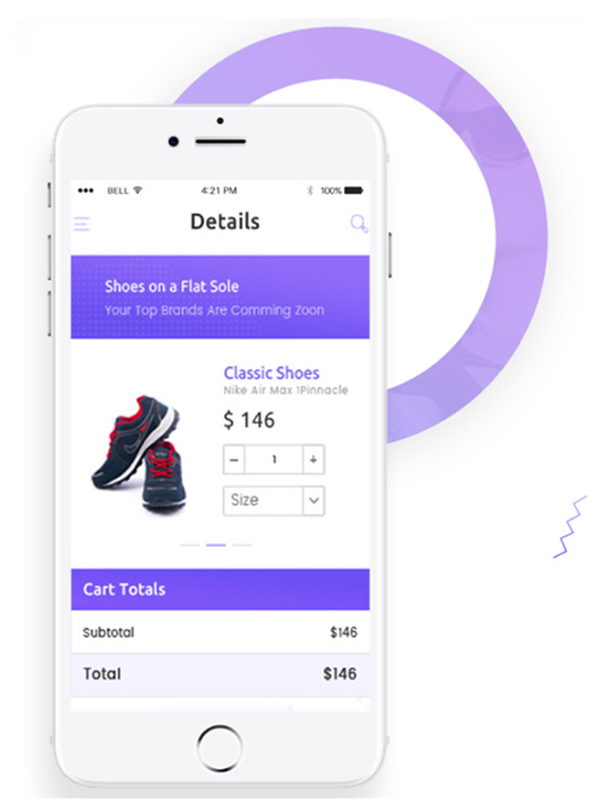 BELL 4:21 PM 100%
Details
Shoes on a Flat Sole
Your Top Brands Are Comming Zoon
Classic Shoes
Nike Air Max 1Pinnacle
$ 146
− 1 +
Size
Cart Totals
Subtotal $146
Total $146